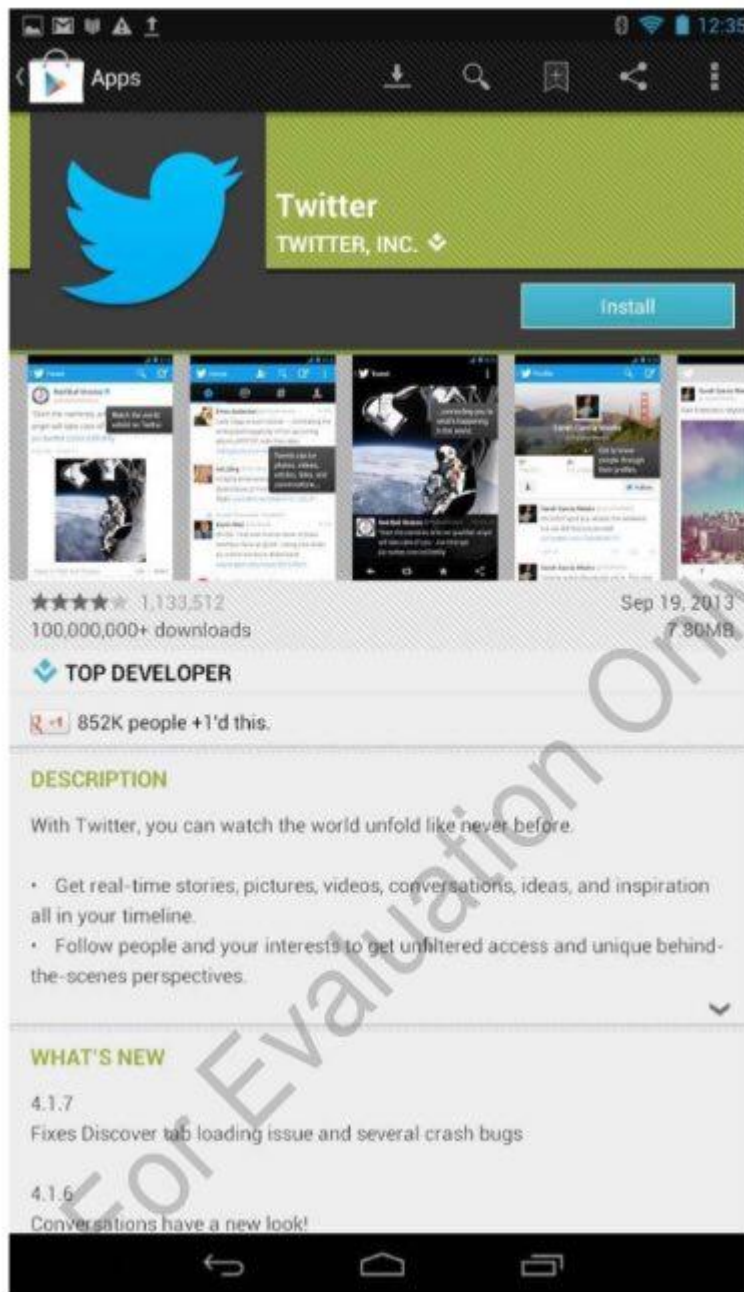 12:35
Apps
Twitter
TWITTER, INC.
Install
1,133,512
Sep 19, 2013
100,000,000+ downloads
7.80MB
TOP DEVELOPER
+1 852K people +1'd this.
DESCRIPTION
With Twitter, you can watch the world unfold like never before.
• Get real-time stories, pictures, videos, conversations, ideas, and inspiration
all in your timeline.
• Follow people and your interests to get unfiltered access and unique behind-
the-scenes perspectives.
WHAT'S NEW
4.1.7
Fixes Discover tab loading issue and several crash bugs
4.1.6
Conversations have a new look!
For Evaluation Only